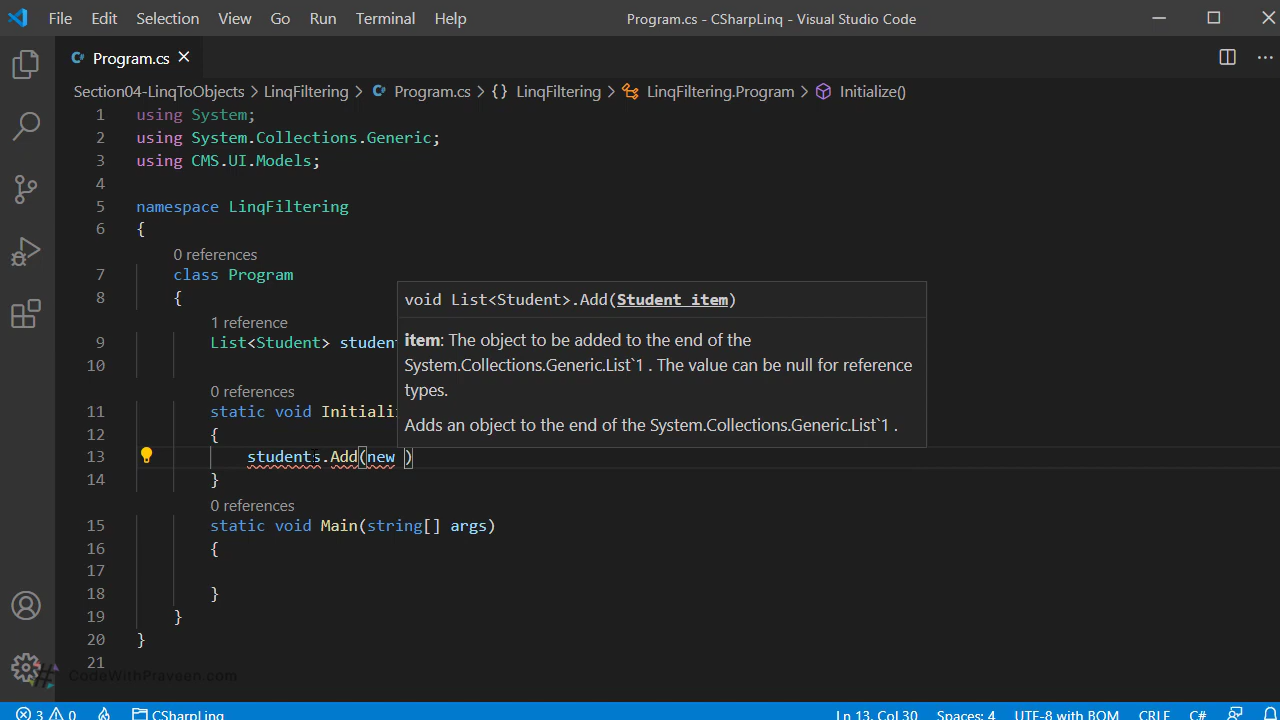 File Edit Selection View Go Run Terminal Help Program.cs - CSharpLinq - Visual Studio Code
Program.cs
Section04-LinqToObjects > LinqFiltering > Program.cs > {} LinqFiltering > LinqFiltering.Program > Initialize()
1 using System;
2 using System.Collections.Generic;
3 using CMS.UI.Models;
4
5 namespace LinqFiltering
6 {
0 references
7 class Program
8 {
1 reference
9 List<Student> student
10
0 references
11 static void Initiali
12 {
13 students.Add(new )
14 }
0 references
15 static void Main(string[] args)
16 {
17
18 }
19 }
20 }
21
void List<Student>.Add(Student item)
item: The object to be added to the end of the
System.Collections.Generic.List`1 . The value can be null for reference
types.
Adds an object to the end of the System.Collections.Generic.List`1 .
CodeWithPraveen.com
3 0 CSharpLinq Ln 13, Col 30 Spaces: 4 UTF-8 with BOM CRLF C#